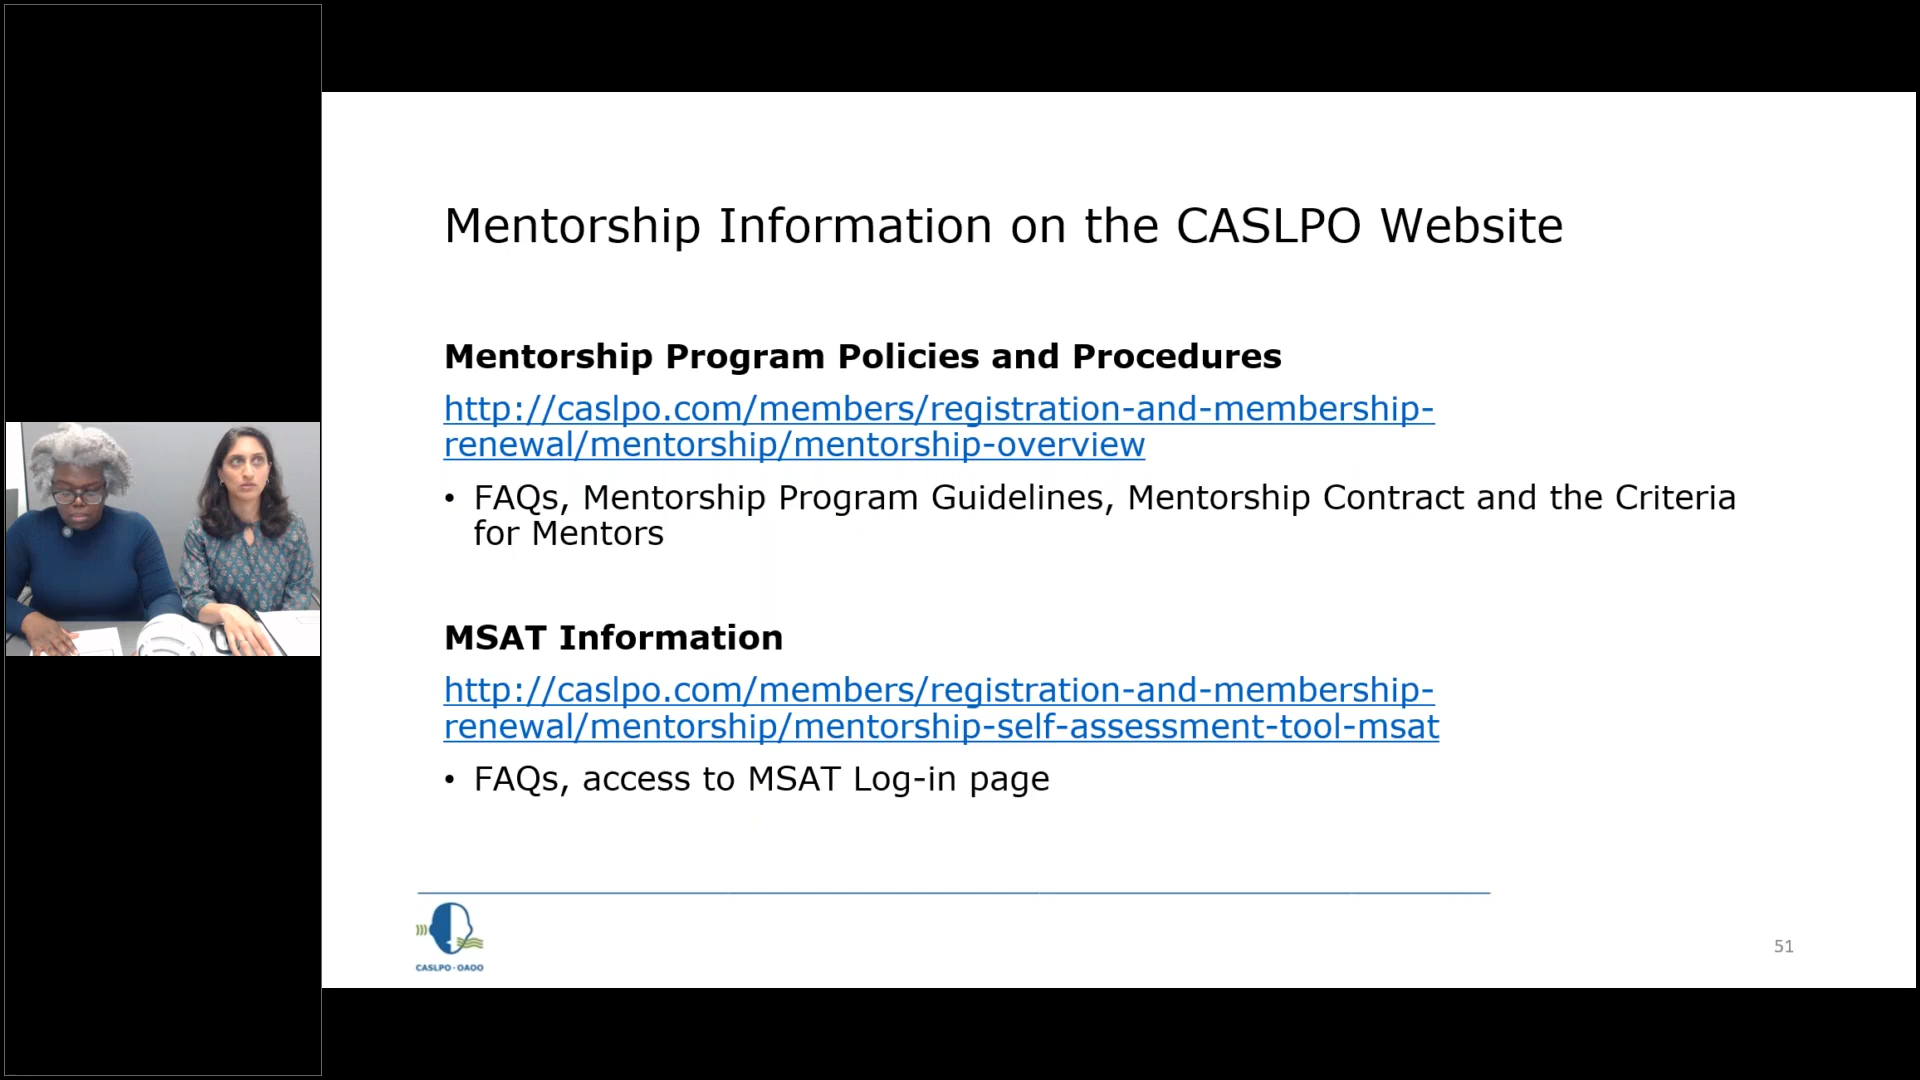 Mentorship Information on the CASLPO Website
Mentorship Program Policies and Procedures
http://caslpo.com/members/registration-and-membership-
renewal/mentorship/mentorship-overview
• FAQs, Mentorship Program Guidelines, Mentorship Contract and the Criteria
for Mentors
MSAT Information
http://caslpo.com/members/registration-and-membership-
renewal/mentorship/mentorship-self-assessment-tool-msat
• FAQs, access to MSAT Log-in page
CASLPO·OAOO
51